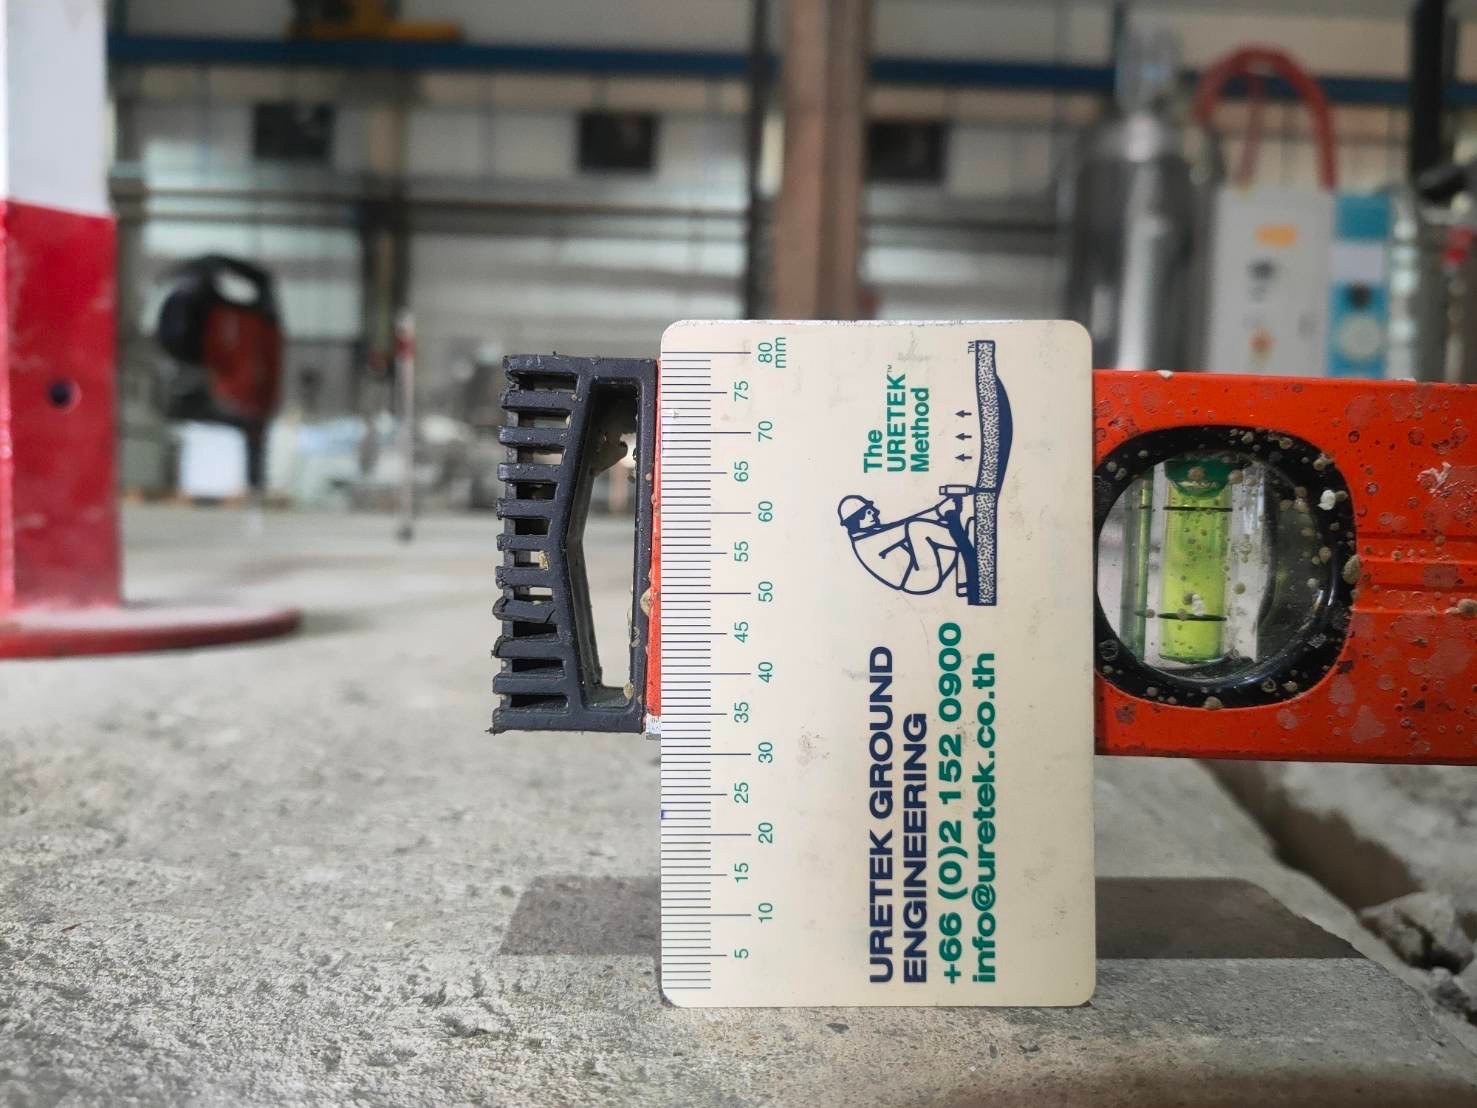 80
mm
75
70
65
60
55
50
45
40
35
30
25
20
15
10
5
The
URETEK™
Method
TM
URETEK GROUND
ENGINEERING
+66 (0)2 152 0900
info@uretek.co.th